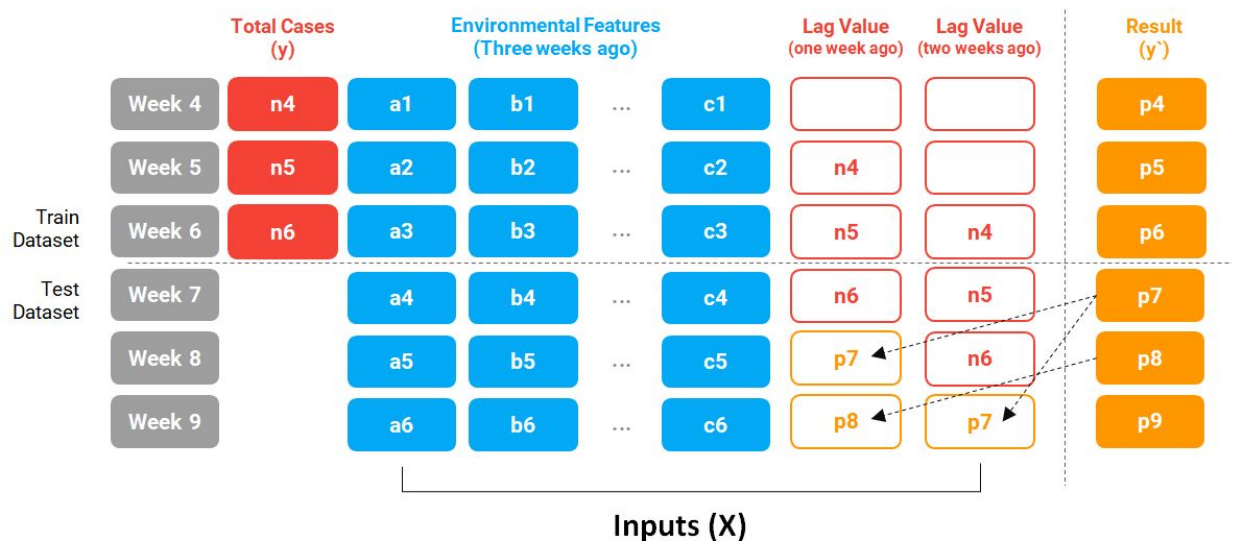 Total Cases
(y)
Environmental Features
(Three weeks ago)
Lag Value
(one week ago)
Lag Value
(two weeks ago)
Result
(y`)
Week 4 n4 a1 b1 ... c1 p4
Week 5 n5 a2 b2 ... c2 n4 p5
Train
Dataset
Week 6 n6 a3 b3 ... c3 n5 n4 p6
Test
Dataset
Week 7 a4 b4 ... c4 n6 n5 p7
Week 8 a5 b5 ... c5 p7 n6 p8
Week 9 a6 b6 ... c6 p8 p7 p9
Inputs (X)